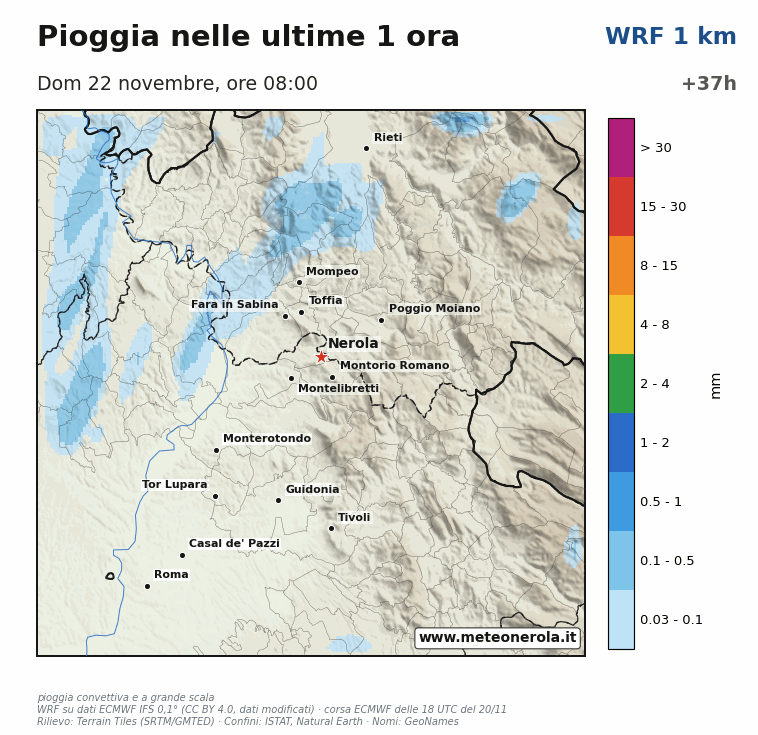 Pioggia nelle ultime 1 ora
WRF 1 km
Dom 22 novembre, ore 08:00
+37h
Rieti
Mompeo
Fara in Sabina
Toffia
Poggio Moiano
Nerola
Montorio Romano
Montelibretti
Monterotondo
Tor Lupara
Guidonia
Tivoli
Casal de' Pazzi
Roma
www.meteonerola.it
> 30
15 - 30
8 - 15
4 - 8
2 - 4
1 - 2
0.5 - 1
0.1 - 0.5
0.03 - 0.1
mm
pioggia convettiva e a grande scala
WRF su dati ECMWF IFS 0,1° (CC BY 4.0, dati modificati) · corsa ECMWF delle 18 UTC del 20/11
Rilievo: Terrain Tiles (SRTM/GMTED) · Confini: ISTAT, Natural Earth · Nomi: GeoNames